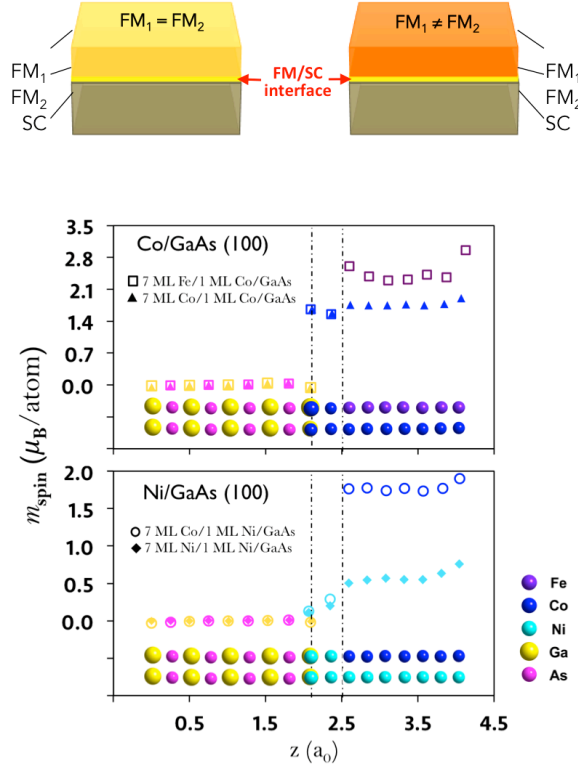 FM1 = FM2
FM1 ≠ FM2
FM1
FM2
SC
FM/SC
interface
FM1
FM2
SC
Co/GaAs (100)
7 ML Fe/1 ML Co/GaAs
7 ML Co/1 ML Co/GaAs
3.5
2.8
2.1
1.4
0.7
0.0
mspin (μB/atom)
Ni/GaAs (100)
7 ML Co/1 ML Ni/GaAs
7 ML Ni/1 ML Ni/GaAs
2.0
1.5
1.0
0.5
0.0
Fe
Co
Ni
Ga
As
0.5 1.5 2.5 3.5 4.5
z (a0)